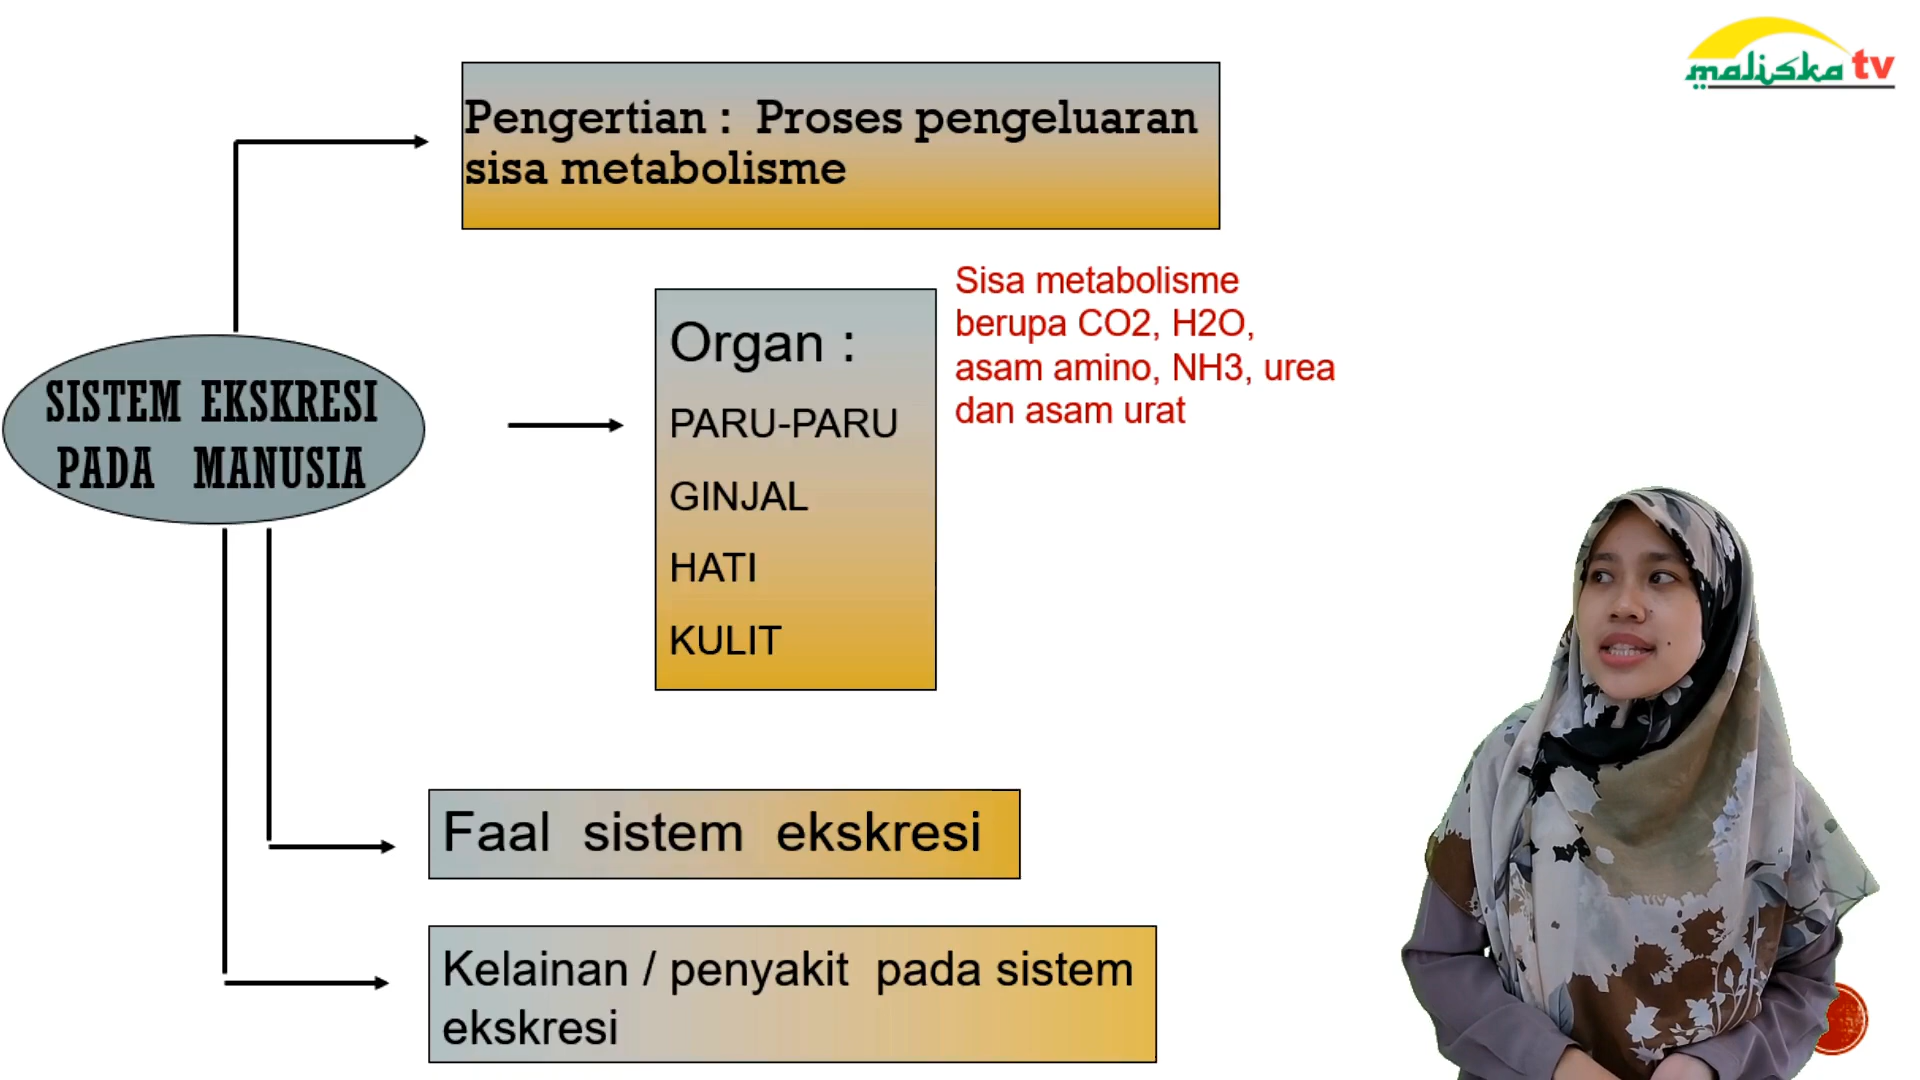 maliska tv
Pengertian : Proses pengeluaran
sisa metabolisme
Sisa metabolisme
berupa CO2, H2O,
asam amino, NH3, urea
dan asam urat
Organ :
PARU-PARU
GINJAL
HATI
KULIT
SISTEM EKSKRESI
PADA MANUSIA
Faal sistem ekskresi
Kelainan / penyakit pada sistem
ekskresi